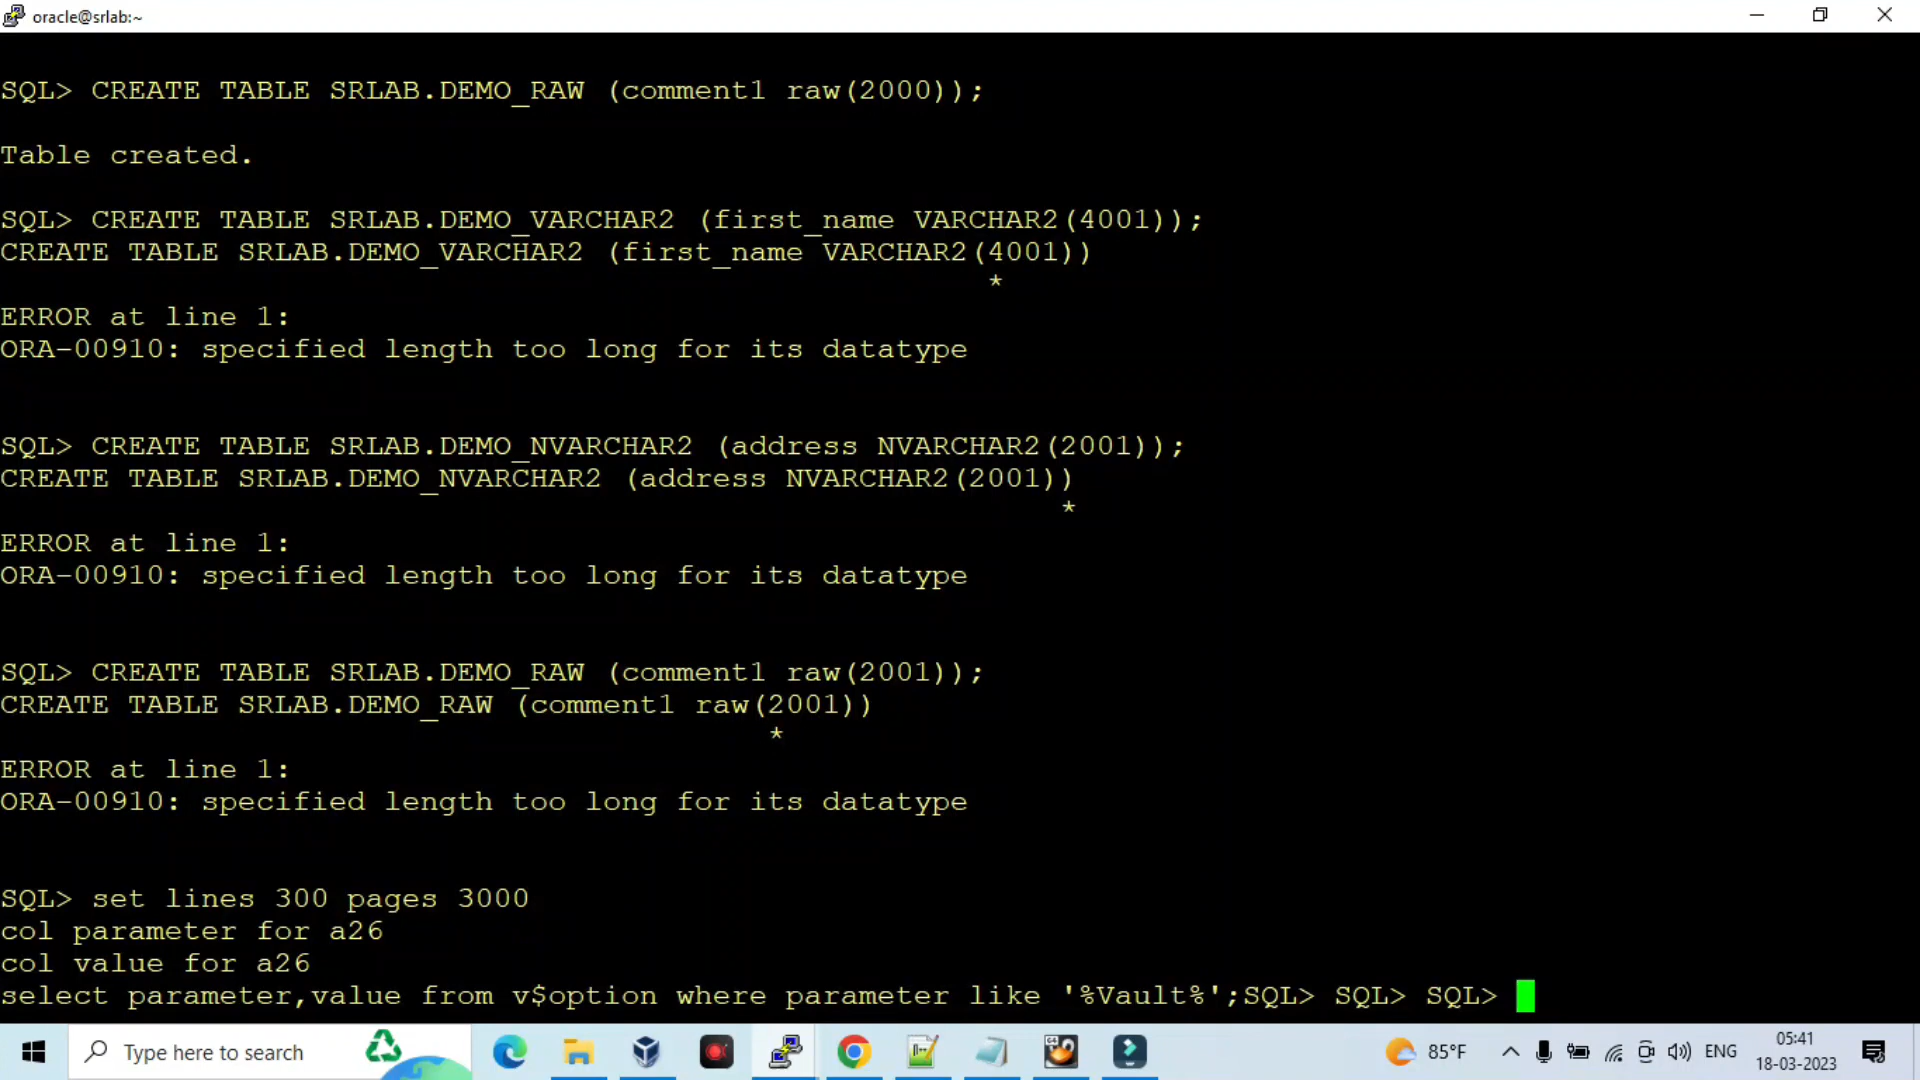 oracle@srlab:~
SQL> CREATE TABLE SRLAB.DEMO_RAW (comment1 raw(2000));
Table created.
SQL> CREATE TABLE SRLAB.DEMO_VARCHAR2 (first_name VARCHAR2(4001));
CREATE TABLE SRLAB.DEMO_VARCHAR2 (first_name VARCHAR2(4001))
*
ERROR at line 1:
ORA-00910: specified length too long for its datatype
SQL> CREATE TABLE SRLAB.DEMO_NVARCHAR2 (address NVARCHAR2(2001));
CREATE TABLE SRLAB.DEMO_NVARCHAR2 (address NVARCHAR2(2001))
*
ERROR at line 1:
ORA-00910: specified length too long for its datatype
SQL> CREATE TABLE SRLAB.DEMO_RAW (comment1 raw(2001));
CREATE TABLE SRLAB.DEMO_RAW (comment1 raw(2001))
*
ERROR at line 1:
ORA-00910: specified length too long for its datatype
SQL> set lines 300 pages 3000
col parameter for a26
col value for a26
select parameter,value from v$option where parameter like '%Vault%';SQL> SQL> SQL>
Type here to search
85°F
ENG
05:41
18-03-2023